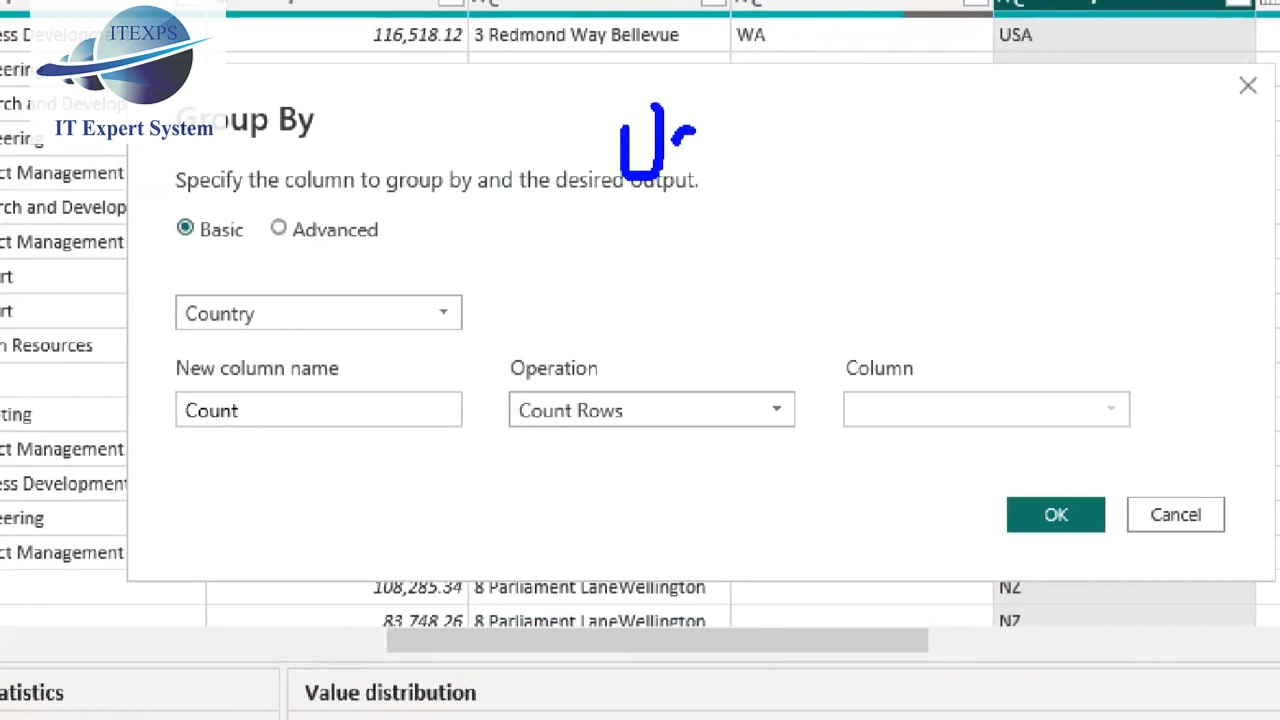 116,518.12 3 Redmond Way Bellevue WA USA
ITEXPS
IT Expert System
Group By
Specify the column to group by and the desired output.
Basic Advanced
ct Management
rch and Develop
ct Management
Country
n Resources
New column name Operation Column
Count Count Rows
ct Management
ess Development
eering
OK Cancel
ct Management
108,285.34 8 Parliament LaneWellington NZ
83,748.26 8 Parliament LaneWellington NZ
atistics Value distribution